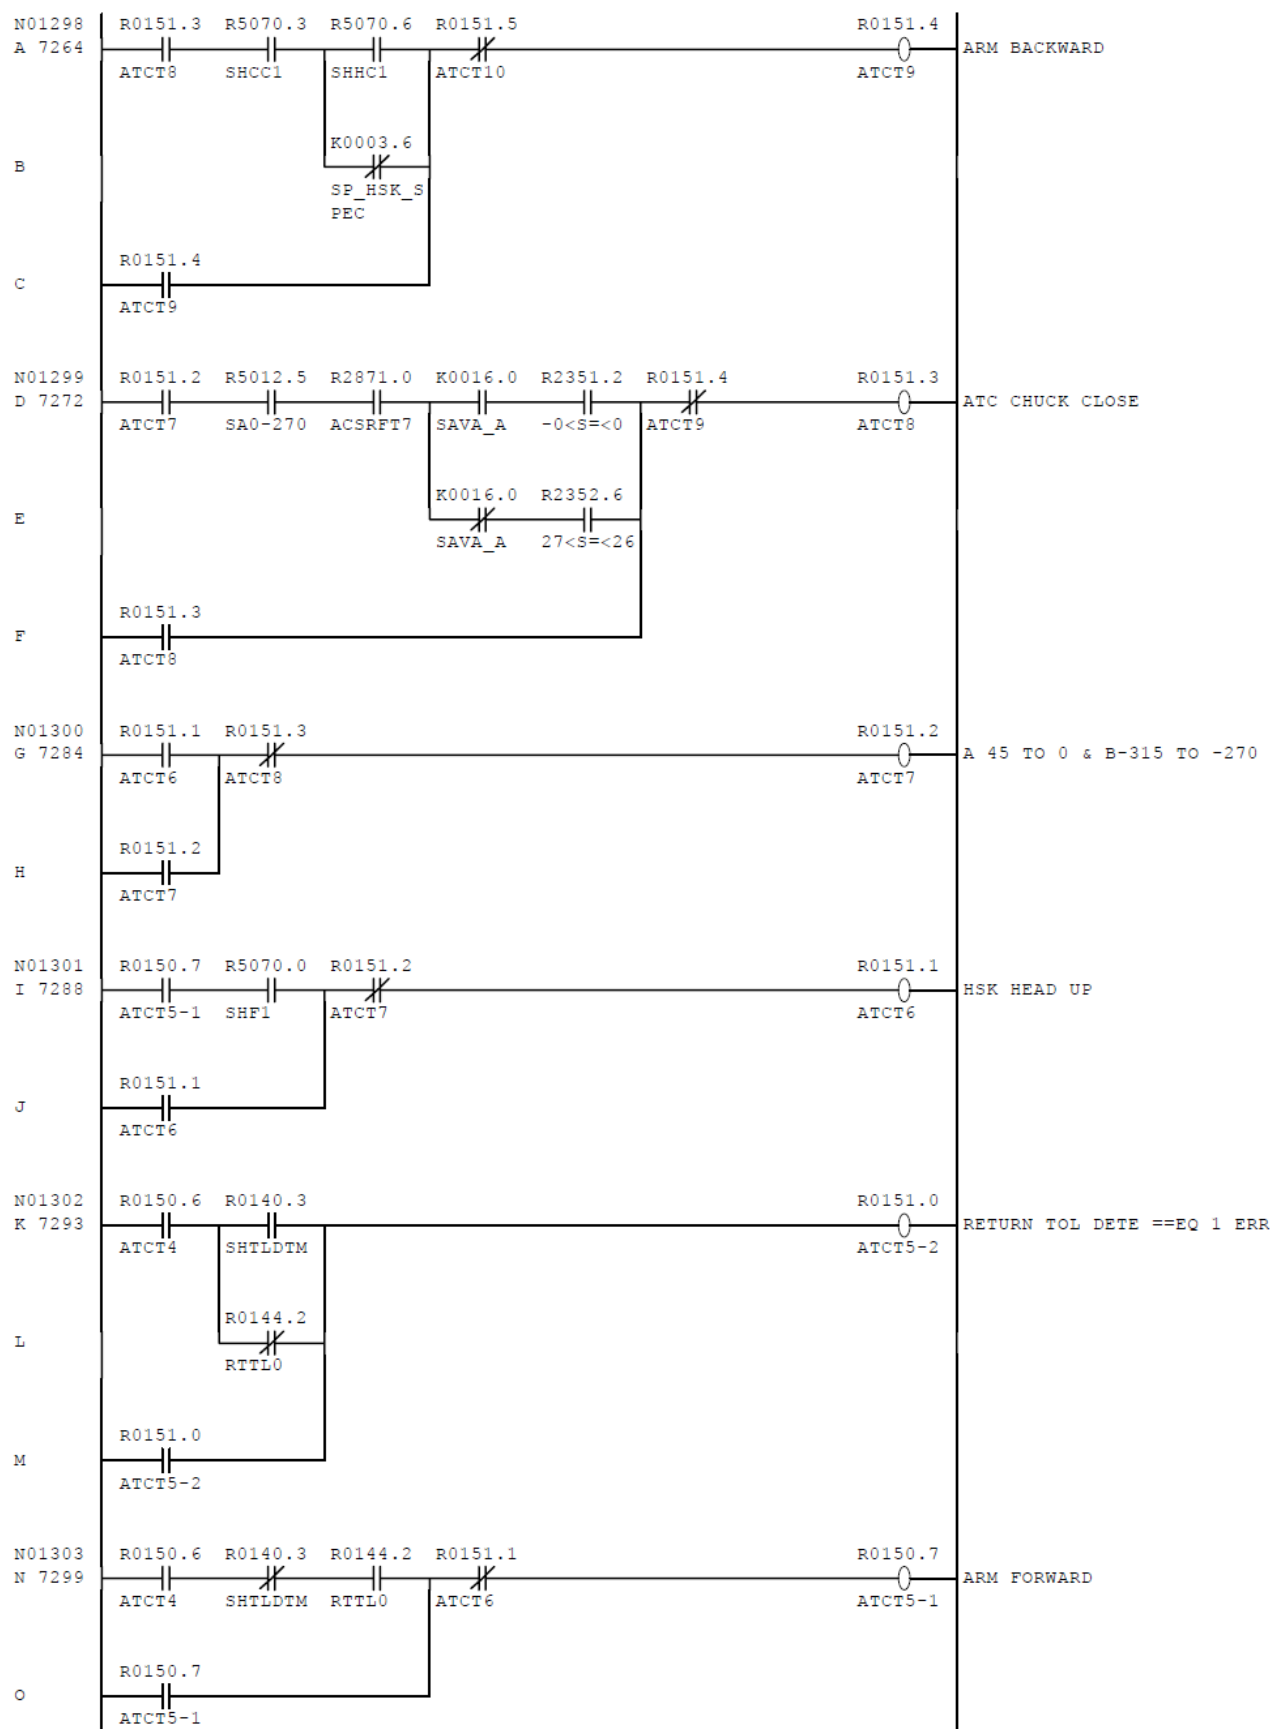 N01298 R0151.3 R5070.3 R5070.6 R0151.5 R0151.4
A 7264 ARM BACKWARD
ATCT8 SHCC1 SHHC1 ATCT10 ATCT9
K0003.6
B
SP_HSK_S
PEC
R0151.4
C
ATCT9
N01299 R0151.2 R5012.5 R2871.0 K0016.0 R2351.2 R0151.4 R0151.3
D 7272 ATC CHUCK CLOSE
ATCT7 SA0-270 ACSRFT7 SAVA_A -0<S=<0 ATCT9 ATCT8
K0016.0 R2352.6
E
SAVA_A 27<S=<26
R0151.3
F
ATCT8
N01300 R0151.1 R0151.3 R0151.2
G 7284 A 45 TO 0 & B-315 TO -270
ATCT6 ATCT8 ATCT7
R0151.2
H
ATCT7
N01301 R0150.7 R5070.0 R0151.2 R0151.1
I 7288 HSK HEAD UP
ATCT5-1 SHF1 ATCT7 ATCT6
R0151.1
J
ATCT6
N01302 R0150.6 R0140.3 R0151.0
K 7293 RETURN TOL DETE ==EQ 1 ERR
ATCT4 SHTLDTM ATCT5-2
R0144.2
L
RTTL0
R0151.0
M
ATCT5-2
N01303 R0150.6 R0140.3 R0144.2 R0151.1 R0150.7
N 7299 ARM FORWARD
ATCT4 SHTLDTM RTTL0 ATCT6 ATCT5-1
R0150.7
O
ATCT5-1